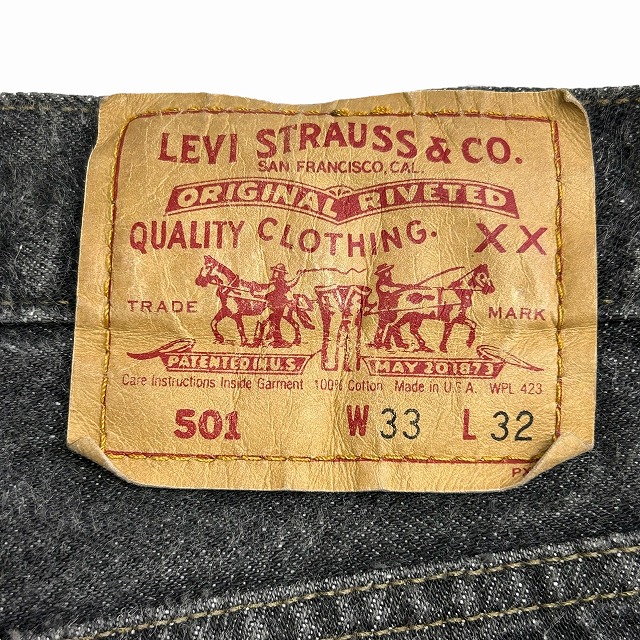 LEVI STRAUSS & CO.
SAN FRANCISCO, CAL.
ORIGINAL RIVETED
QUALITY CLOTHING. XX
TRADE MARK
PATENTED IN U.S. MAY 20 1873
Care Instructions Inside Garment 100% Cotton Made in U.S.A. WPL 423
501 W 33 L 32